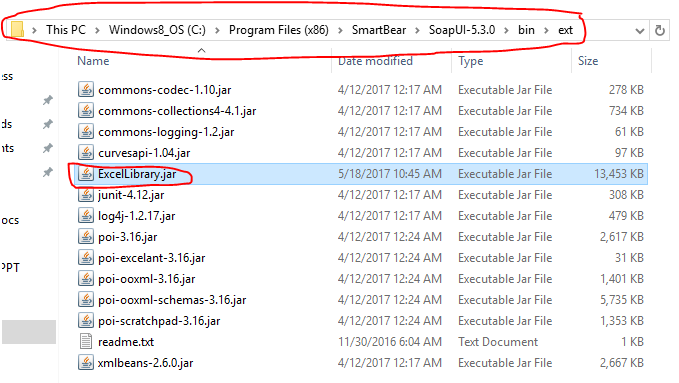 This PC > Windows8_OS (C:) > Program Files (x86) > SmartBear > SoapUI-5.3.0 > bin > ext
Name Date modified Type Size
commons-codec-1.10.jar 4/12/2017 12:17 AM Executable Jar File 278 KB
commons-collections4-4.1.jar 4/12/2017 12:17 AM Executable Jar File 734 KB
commons-logging-1.2.jar 4/12/2017 12:17 AM Executable Jar File 61 KB
curvesapi-1.04.jar 4/12/2017 12:17 AM Executable Jar File 97 KB
ExcelLibrary.jar 5/18/2017 10:45 AM Executable Jar File 13,453 KB
junit-4.12.jar 4/12/2017 12:17 AM Executable Jar File 308 KB
log4j-1.2.17.jar 4/12/2017 12:17 AM Executable Jar File 479 KB
poi-3.16.jar 4/12/2017 12:24 AM Executable Jar File 2,617 KB
poi-excelant-3.16.jar 4/12/2017 12:24 AM Executable Jar File 31 KB
poi-ooxml-3.16.jar 4/12/2017 12:24 AM Executable Jar File 1,401 KB
poi-ooxml-schemas-3.16.jar 4/12/2017 12:24 AM Executable Jar File 5,735 KB
poi-scratchpad-3.16.jar 4/12/2017 12:24 AM Executable Jar File 1,353 KB
readme.txt 11/30/2016 6:04 AM Text Document 1 KB
xmlbeans-2.6.0.jar 4/12/2017 12:17 AM Executable Jar File 2,667 KB
ess
ds
nts
ocs
PPT